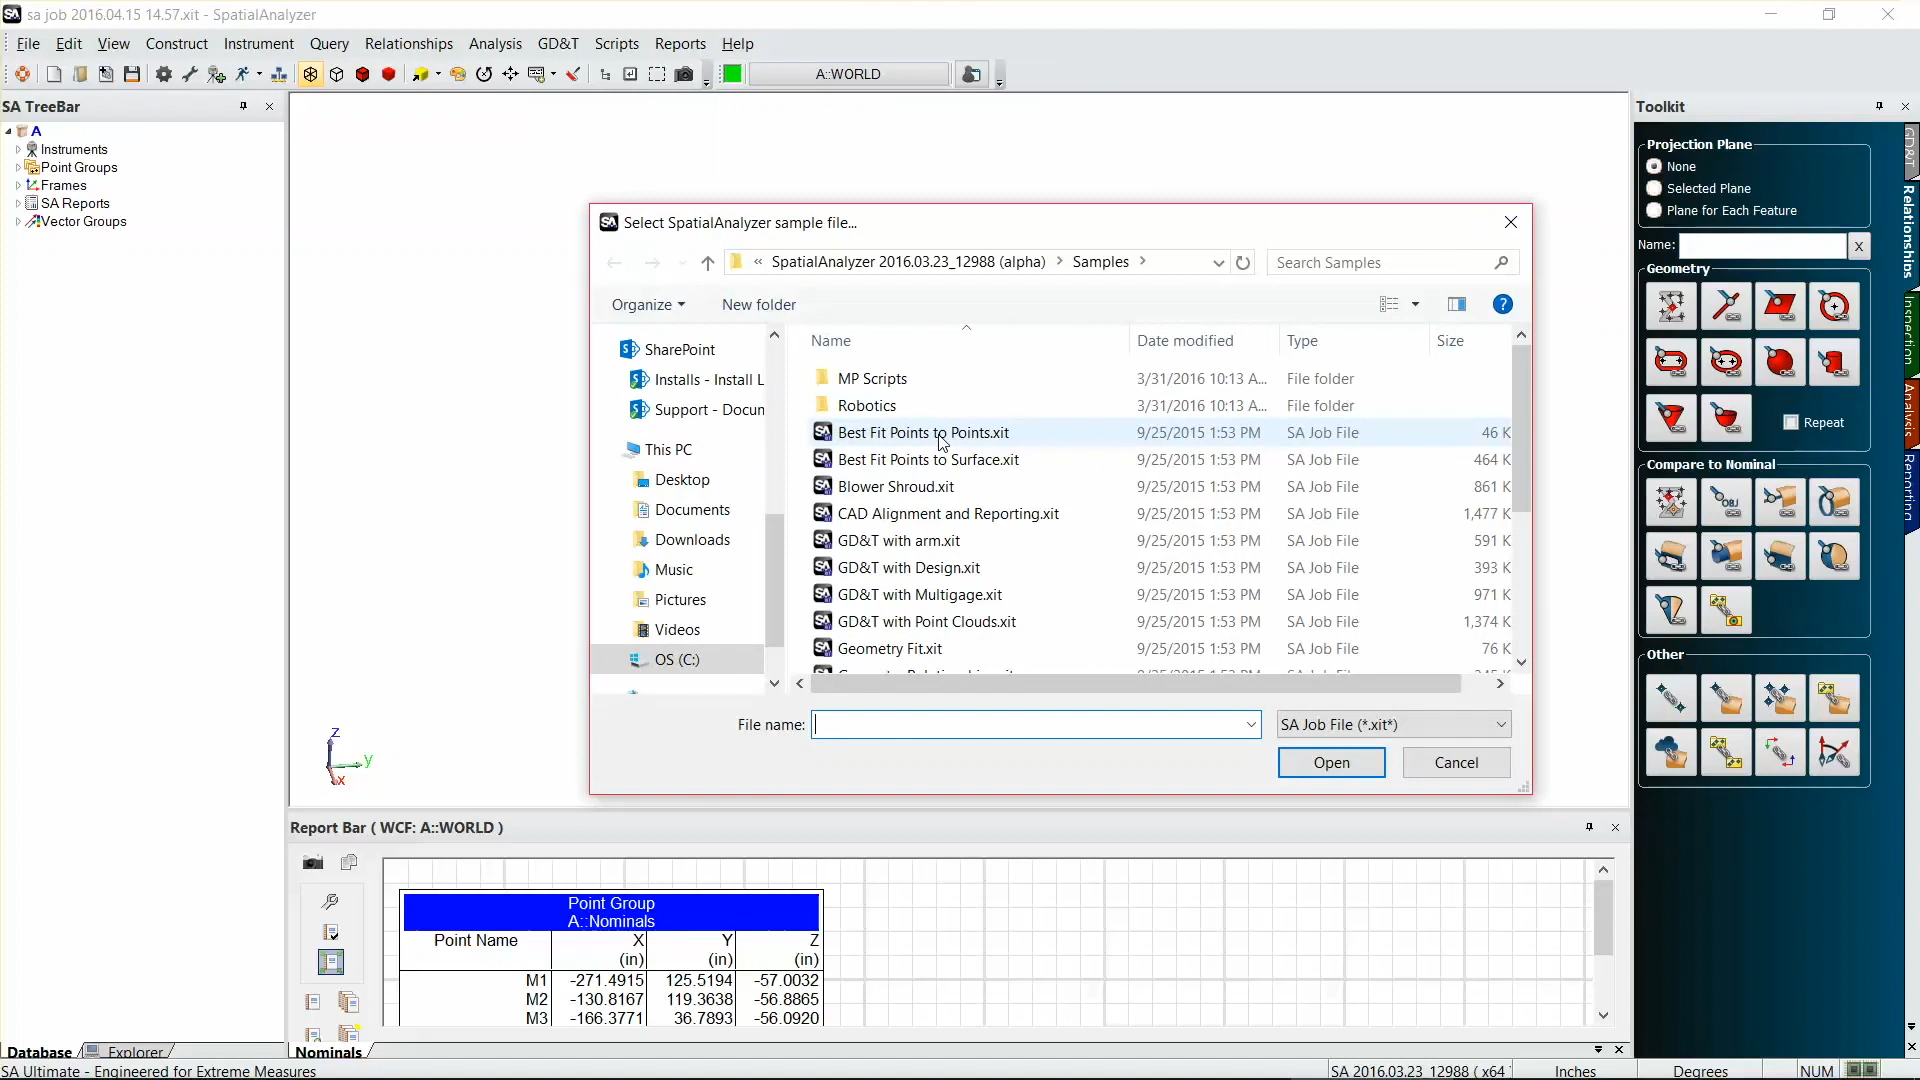 SA sa job 2016.04.15 14.57.xit - SpatialAnalyzer
File Edit View Construct Instrument Query Relationships Analysis GD&T Scripts Reports Help
A::WORLD
SA TreeBar
A
Instruments
Point Groups
Frames
SA Reports
Vector Groups
Z
y
x
SA Select SpatialAnalyzer sample file...
« SpatialAnalyzer 2016.03.23_12988 (alpha) > Samples >
Search Samples
Organize
New folder
SharePoint
Installs - Install L
Support - Docun
This PC
Desktop
Documents
Downloads
Music
Pictures
Videos
OS (C:)
Name Date modified Type Size
MP Scripts 3/31/2016 10:13 A... File folder
Robotics 3/31/2016 10:13 A... File folder
Best Fit Points to Points.xit 9/25/2015 1:53 PM SA Job File 46 K
Best Fit Points to Surface.xit 9/25/2015 1:53 PM SA Job File 464 K
Blower Shroud.xit 9/25/2015 1:53 PM SA Job File 861 K
CAD Alignment and Reporting.xit 9/25/2015 1:53 PM SA Job File 1,477 K
GD&T with arm.xit 9/25/2015 1:53 PM SA Job File 591 K
GD&T with Design.xit 9/25/2015 1:53 PM SA Job File 393 K
GD&T with Multigage.xit 9/25/2015 1:53 PM SA Job File 971 K
GD&T with Point Clouds.xit 9/25/2015 1:53 PM SA Job File 1,374 K
Geometry Fit.xit 9/25/2015 1:53 PM SA Job File 76 K
File name:
SA Job File (*.xit*)
Open
Cancel
Report Bar ( WCF: A::WORLD )
Point Group
A::Nominals
Point Name X Y Z
(in) (in) (in)
M1 -271.4915 125.5194 -57.0032
M2 -130.8167 119.3638 -56.8865
M3 -166.3771 36.7893 -56.0920
Database Explorer
Nominals
Toolkit
Projection Plane
None
Selected Plane
Plane for Each Feature
Name:
X
Geometry
Repeat
Compare to Nominal
OBJ
Other
GD&T
Relationships
Inspection
Analysis
Reporting
SA Ultimate - Engineered for Extreme Measures
SA 2016.03.23_12988 ( x64
Inches
Degrees
NUM